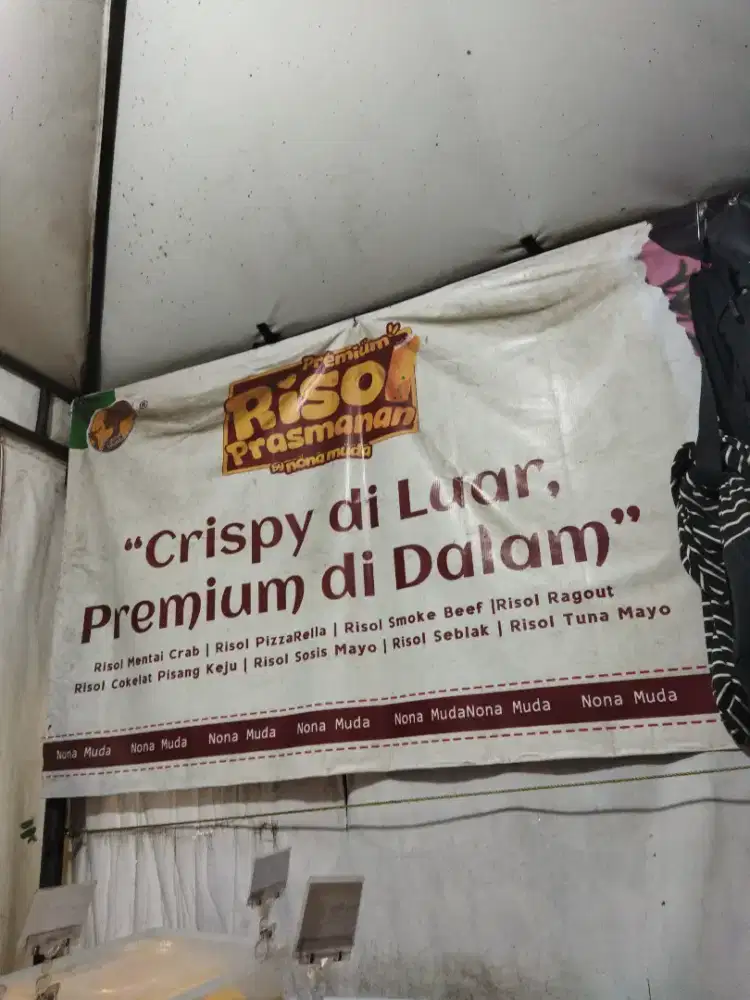 Premium
Risol
Prasmanan
by nona muda
®
“Crispy di Luar,
Premium di Dalam”
Risol Mentai Crab | Risol PizzaRella | Risol Smoke Beef |Risol Ragout
Risol Cokelat Pisang Keju | Risol Sosis Mayo | Risol Seblak | Risol Tuna Mayo
Nona Muda Nona Muda Nona Muda Nona Muda Nona MudaNona Muda Nona Muda